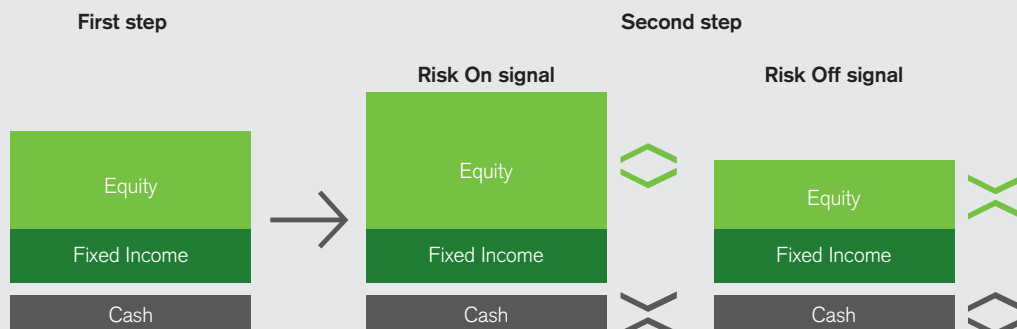 First step
Second step
Risk On signal
Risk Off signal
Equity
Fixed Income
Cash
Equity
Fixed Income
Cash
Equity
Fixed Income
Cash